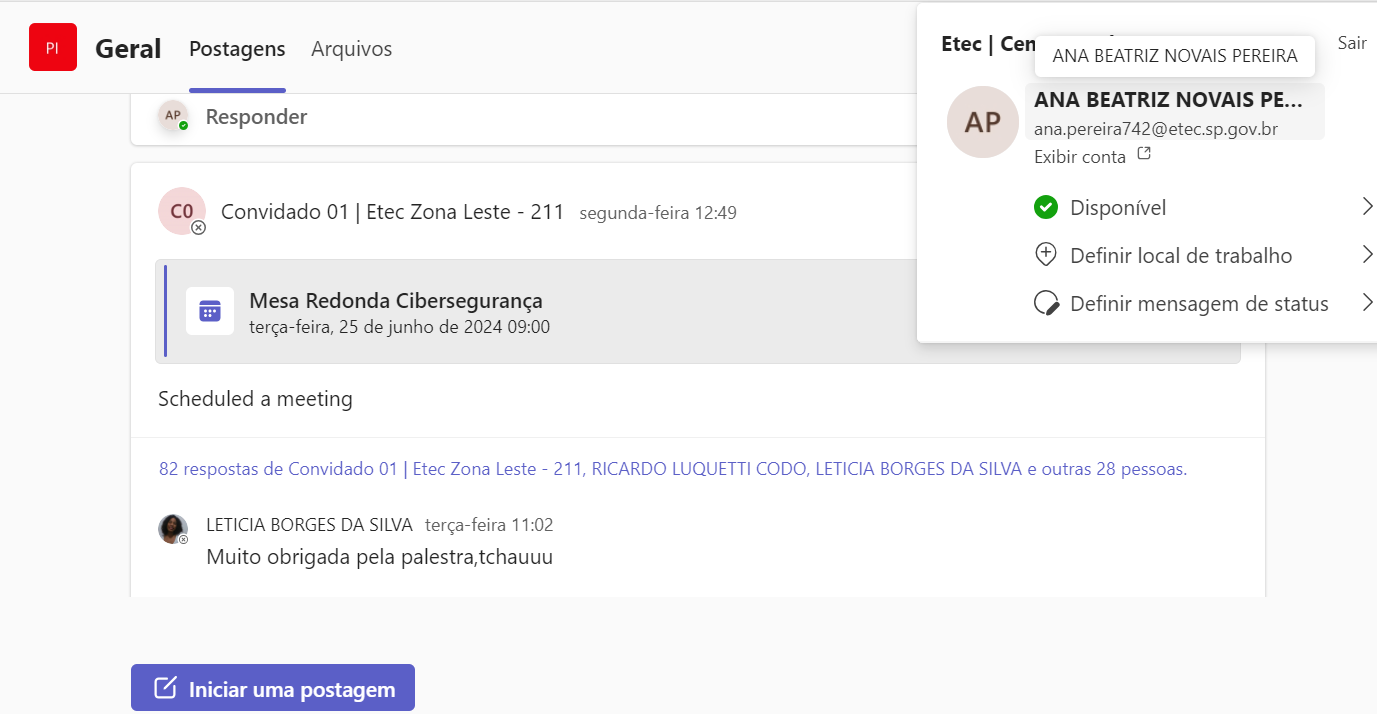 PI
Geral
Postagens
Arquivos
AP
Responder
C0
Convidado 01 | Etec Zona Leste - 211
segunda-feira 12:49
Mesa Redonda Cibersegurança
terça-feira, 25 de junho de 2024 09:00
Scheduled a meeting
82 respostas de Convidado 01 | Etec Zona Leste - 211, RICARDO LUQUETTI CODO, LETICIA BORGES DA SILVA e outras 28 pessoas.
LETICIA BORGES DA SILVA
terça-feira 11:02
Muito obrigada pela palestra,tchauuu
Iniciar uma postagem
Etec |
Sair
ANA BEATRIZ NOVAIS PEREIRA
AP
ANA BEATRIZ NOVAIS PE...
ana.pereira742@etec.sp.gov.br
Exibir conta
Disponível
Definir local de trabalho
Definir mensagem de status